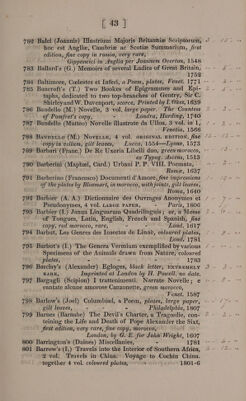 [ 43 ]
782 Balei (Joannis) Illustrium Majoris Britanniæ Scriptorum,
hoc est Angliæ, Cambriæ ac Scotiæ Summarium, first
edition, fine copy in russia, very rare,
Gippeswici in Anglia per Joannem Overton, 1548
783 Ballard's (G.) Memoirs of several Ladies of Great Britain,
1752
784 Baltimore, Cœlestes et Inferi, a Poem, plates, Venet. 1771
785 Bancroft's (T.) Two Bookes of Epigrammes and Epi-
taphs, dedicated to two top-branches of Gentry, Sir C.
Shirley and W. Davenport, scarce, Printed by I. Okes, 1639
786 Bandello (M.) Novelle, 3 vol. large paper, The Countess
of Pomfret's copy, London, Harding, 1740
787 Bandello (Matteo) Novelle illustrate da Ulloa, 3 vol. in 1,
Venetia, 1566
788 Bandello (M.) Novelle, 4 vol. original edition, fine
copy in vellum, gilt leaves, Lucca, 1554—Lyone, 1573
789 Barbari (Franc.) De Re Uxoria Libelli duo, green morocco,
in Typog. Ascens, 1513
790 Barberini (Maphæi, Card.) Urbani P. P. VIII. Poemata,
Romæ, 1637
791 Barberino (Francesco) Documenti d'Amore, fine impressions
of the plates by Bloemart, in morocco, with joints, gilt leaves,
Roma, 1640
792 Barbier (A. A.) Dictionnaire des Ouvrages Anonymes et
Pseudonymes, 4 vol. large paper, Paris, 1806
793 Barbier (I.) Janua Linguarum Quadrilinguis; or, a Messe
of Tongues, Latin, English, French and Spanish, fine
copy, red morocco, rare, Lond. 1617
794 Barbut, Les Genres des Insectes de Linné, coloured plates,
Lond. 1781
795 Barbut's (I.) The Genera Vermium exemplified by various
Specimens of the Animals drawn from Nature, coloured
plates, 1783
796 Barclay's (Alexander) Egloges, black letter, extremely
rare, Imprinted at London by H. Powell, no date.
797 Bargagli (Scipion) I trattenimenti Narrate Novelle;
cantate alcune amorose Canzonette, green morocco,
Venet. 1587
798 Barlow's (Joel) Columbiad, a Poem, plates, large paper,
gilt leaves, Philadelphia, 1807
799 Barnes (Barnabe) The Devil's Charter, a Tragœdie, con-
taining the Life and Death of Pope Alexander the Sixt,
first edition, very rare, fine copy, morocco,
London, by G. E. for John Wright, 1607
800 Barrington's (Daines) Miscellanies, 1781
801 Barrow's (I.) Travels into the Interior of Southern Africa,
2 vol. Travels in China. Voyage to Cochin China.
together 4 vol. coloured plates, 1801-6